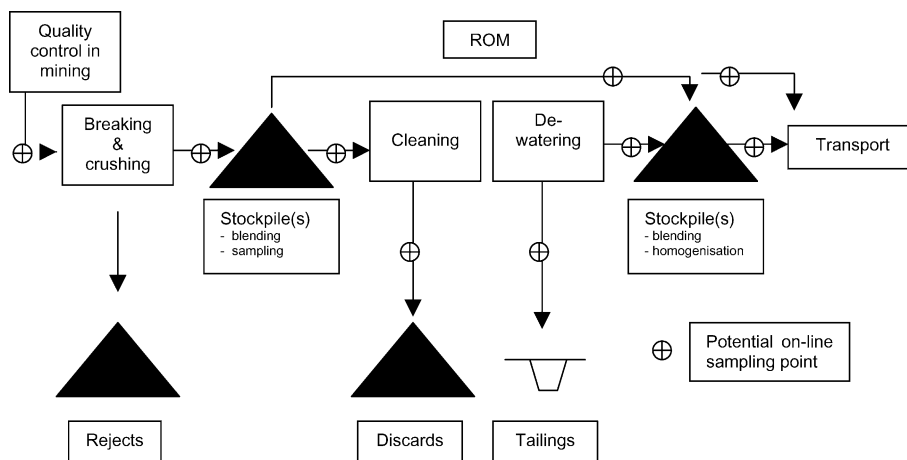 Quality
control in
mining
ROM
Breaking
&
crushing
Cleaning
De-
watering
Transport
Stockpile(s)
- blending
- sampling
Stockpile(s)
- blending
- homogenisation
Potential on-line
sampling point
Rejects
Discards
Tailings